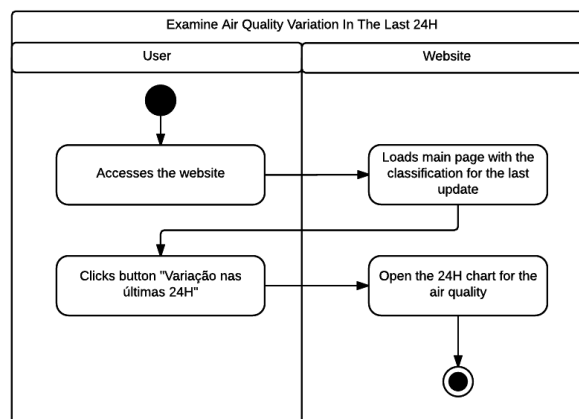 Examine Air Quality Variation In The Last 24H
User
Website
Accesses the website
Loads main page with the
classification for the last
update
Clicks button "Variação nas
últimas 24H"
Open the 24H chart for the
air quality